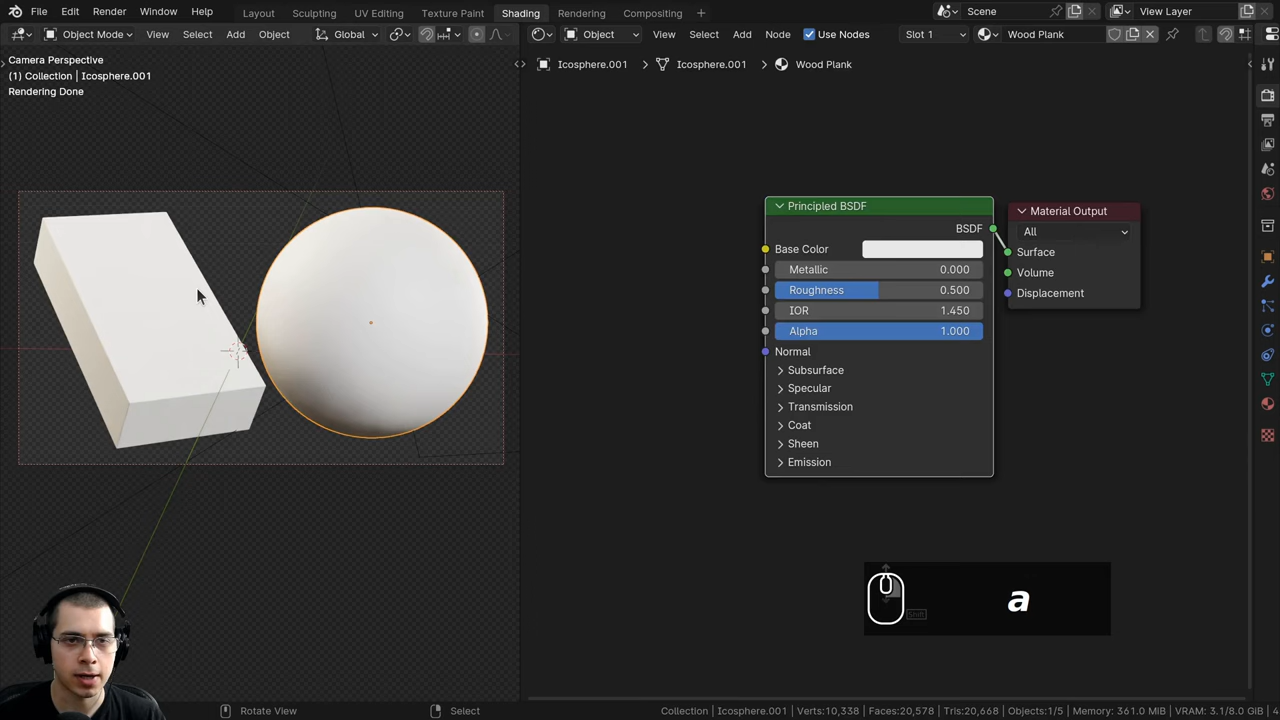 File Edit Render Window Help Layout Sculpting UV Editing Texture Paint Shading Rendering Compositing + Scene View Layer
Object Mode View Select Add Object Global Object View Select Add Node Use Nodes Slot 1 Wood Plank
Camera Perspective
(1) Collection | Icosphere.001
Rendering Done
Icosphere.001 > Icosphere.001 > Wood Plank
Principled BSDF
BSDF
Base Color
Metallic 0.000
Roughness 0.500
IOR 1.450
Alpha 1.000
Normal
Subsurface
Specular
Transmission
Coat
Sheen
Emission
Material Output
All
Surface
Volume
Displacement
a
Shift
Rotate View Select Collection | Icosphere.001 | Verts:10,338 | Faces:20,578 | Tris:20,668 | Objects:1/5 | Memory: 361.0 MiB | VRAM: 3.1/8.0 GiB | 4